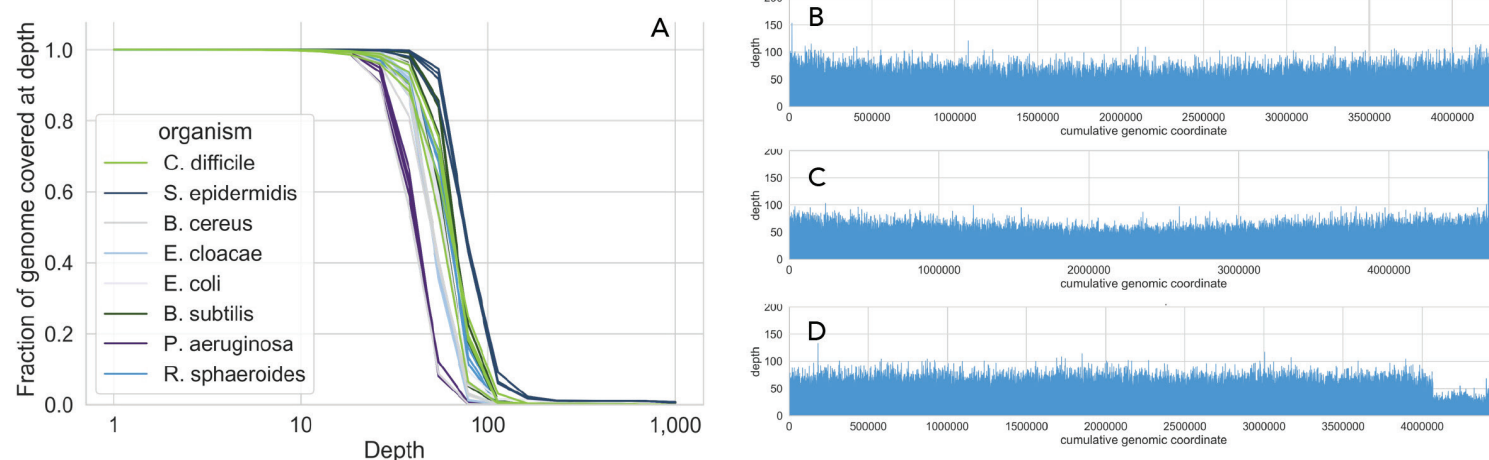 A
Fraction of genome covered at depth
1.0
0.8
0.6
0.4
0.2
0.0
organism
C. difficile
S. epidermidis
B. cereus
E. cloacae
E. coli
B. subtilis
P. aeruginosa
R. sphaeroides
1 10 100 1,000
Depth
B
depth
200
150
100
50
0
0 500000 1000000 1500000 2000000 2500000 3000000 3500000 4000000
cumulative genomic coordinate
C
depth
200
150
100
50
0
0 1000000 2000000 3000000 4000000
cumulative genomic coordinate
D
depth
200
150
100
50
0
0 500000 1000000 1500000 2000000 2500000 3000000 3500000 4000000
cumulative genomic coordinate